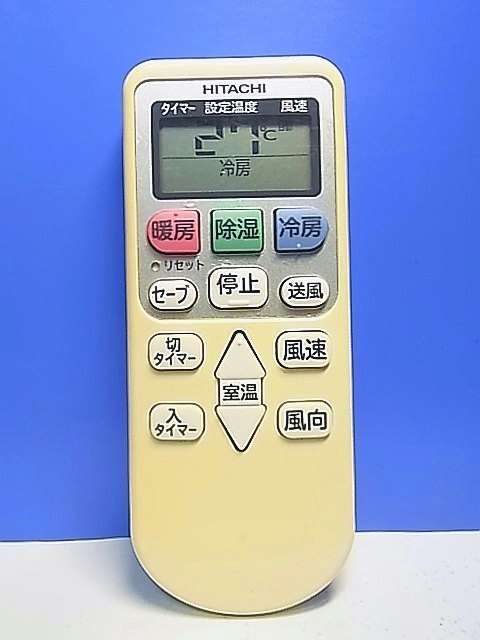 HITACHI
タイマー 設定温度 風速
27℃
冷房
暖房 除湿 冷房
リセット
セーブ 停止 送風
切
タイマー
風速
室温
入
タイマー
風向